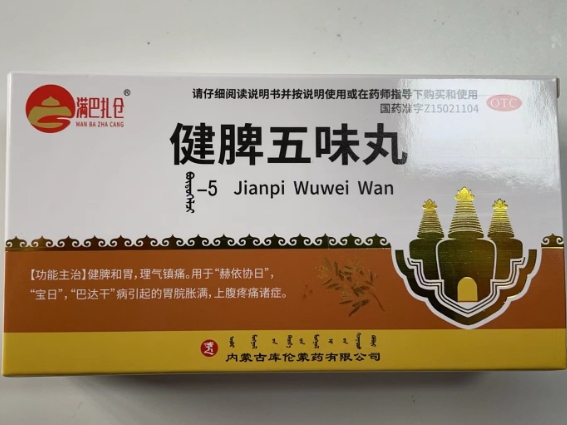 满巴扎仓®
MAN BA ZHA CANG
请仔细阅读说明书并按说明使用或在药师指导下购买和使用
国药准字Z15021104
OTC
健脾五味丸
-5 Jianpi Wuwei Wan
【功能主治】健脾和胃，理气镇痛。用于“赫依协日”，
“宝日”，“巴达干”病引起的胃脘胀满，上腹疼痛诸症。
内蒙古库伦蒙药有限公司